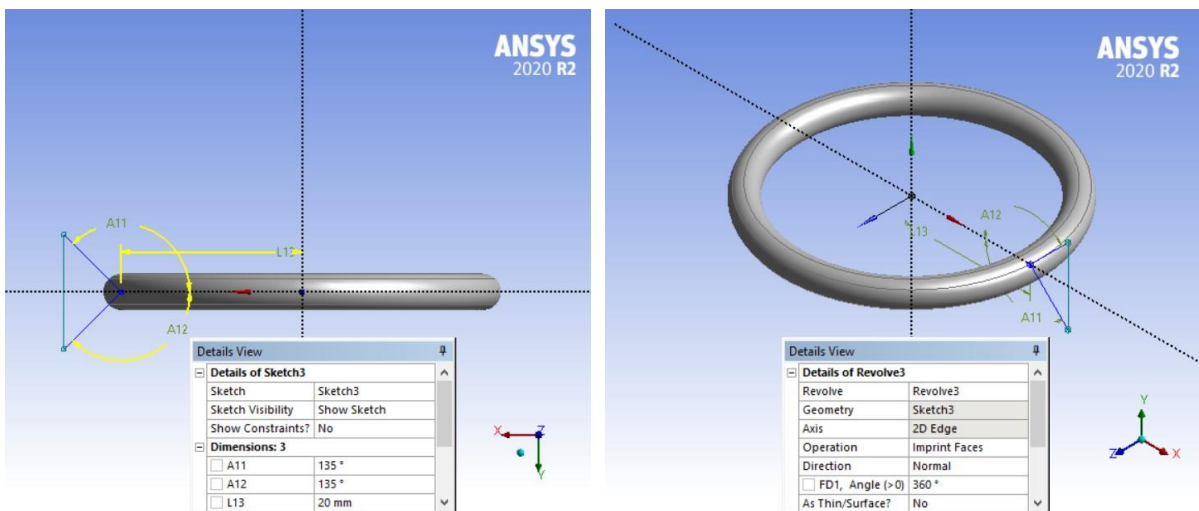 ANSYS
2020 R2
A11
L13
A12
Details View
Details of Sketch3
Sketch Sketch3
Sketch Visibility Show Sketch
Show Constraints? No
Dimensions: 3
A11 135 °
A12 135 °
L13 20 mm
X Z
Y
ANSYS
2020 R2
A12
L13
A11
Details View
Details of Revolve3
Revolve Revolve3
Geometry Sketch3
Axis 2D Edge
Operation Imprint Faces
Direction Normal
FD1, Angle (>0) 360 °
As Thin/Surface? No
Y
Z X